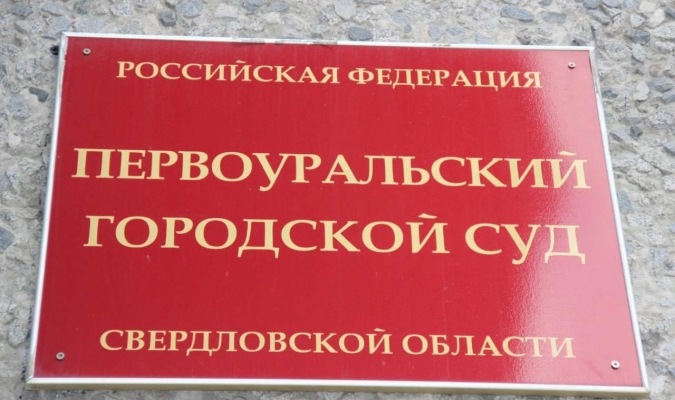 РОССИЙСКАЯ ФЕДЕРАЦИЯ
ПЕРВОУРАЛЬСКИЙ
ГОРОДСКОЙ СУД
СВЕРДЛОВСКОЙ ОБЛАСТИ